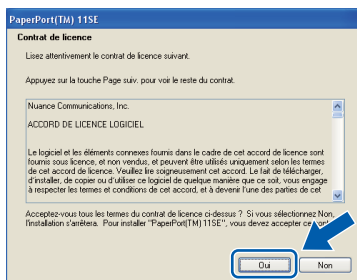 PaperPort(TM) 11SE
Contrat de licence
Lisez attentivement le contrat de licence suivant.
Appuyez sur la touche Page suiv. pour voir le reste du contrat.
Nuance Communications, Inc.
ACCORD DE LICENCE LOGICIEL
Le logiciel et les éléments connexes fournis dans le cadre de cet accord de licence sont
fournis sous licence, et non vendus, et peuvent être utilisés uniquement selon les termes
de cet accord de licence. Veuillez lire soigneusement cet accord. Le fait de télécharger,
d'installer, de copier ou d'utiliser ce logiciel de quelque manière que ce soit, vous engage
à respecter les termes et conditions de cet accord, et à devenir l'une des parties de cet
Acceptez-vous tous les termes du contrat de licence ci-dessus ? Si vous sélectionnez Non,
l'installation s'arrêtera. Pour installer "PaperPort(TM) 11SE", vous devez accepter ce
Oui
Non